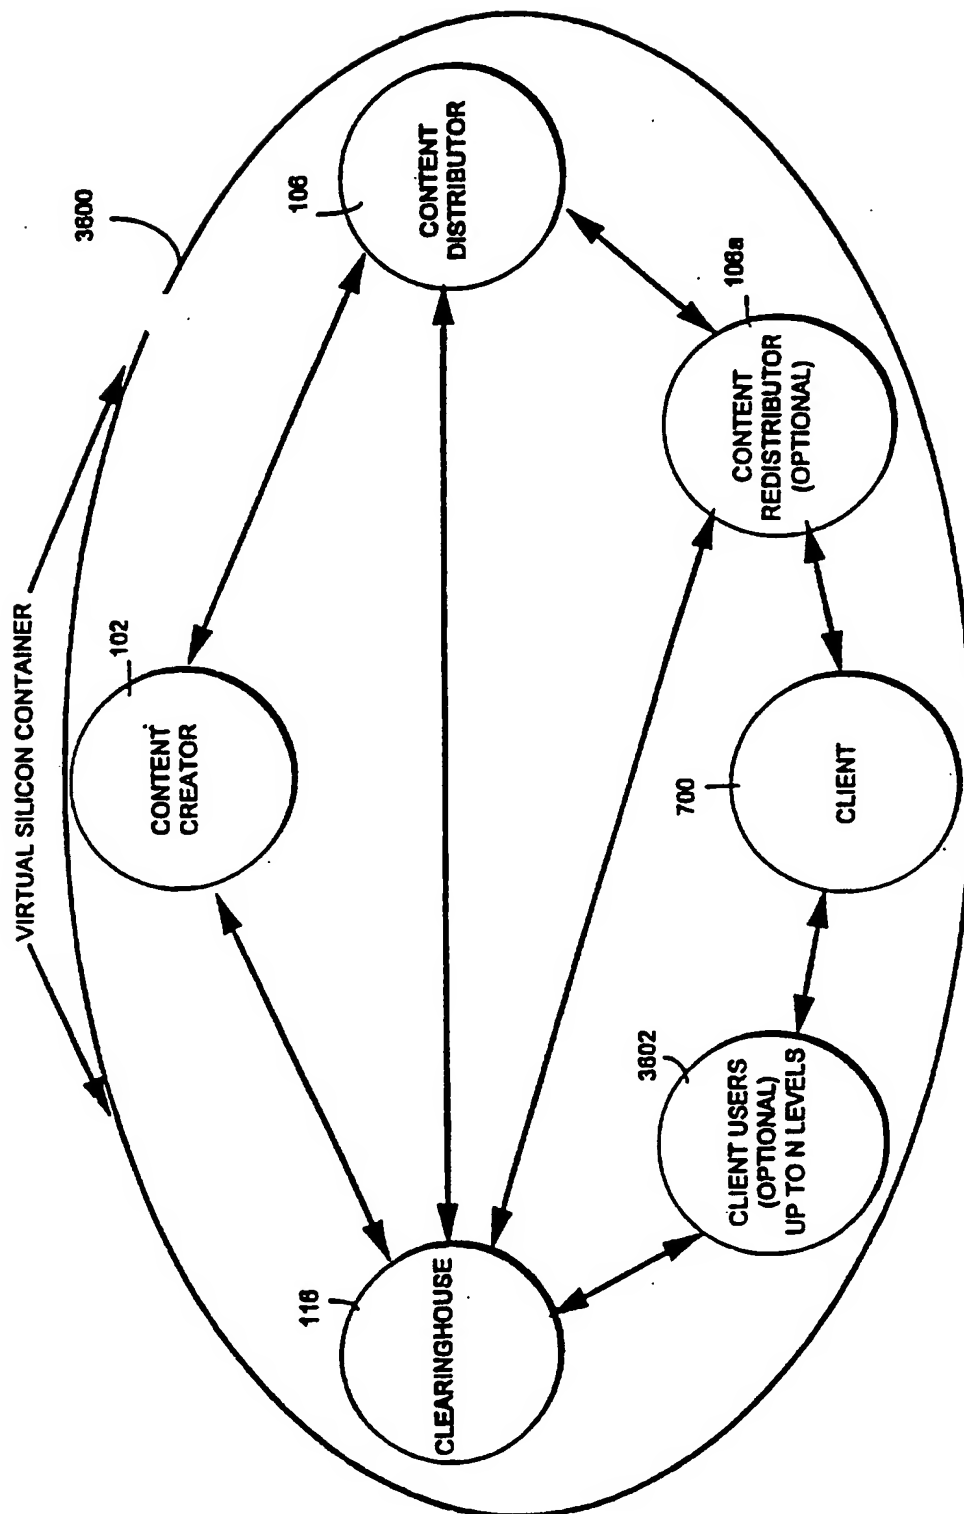 VIRTUAL SILICON CONTAINER
3600
102
CONTENT
CREATOR
106
CONTENT
DISTRIBUTOR
116
CLEARINGHOUSE
106a
CONTENT
REDISTRIBUTOR
(OPTIONAL)
3602
CLIENT USERS
(OPTIONAL)
UP TO N LEVELS
700
CLIENT